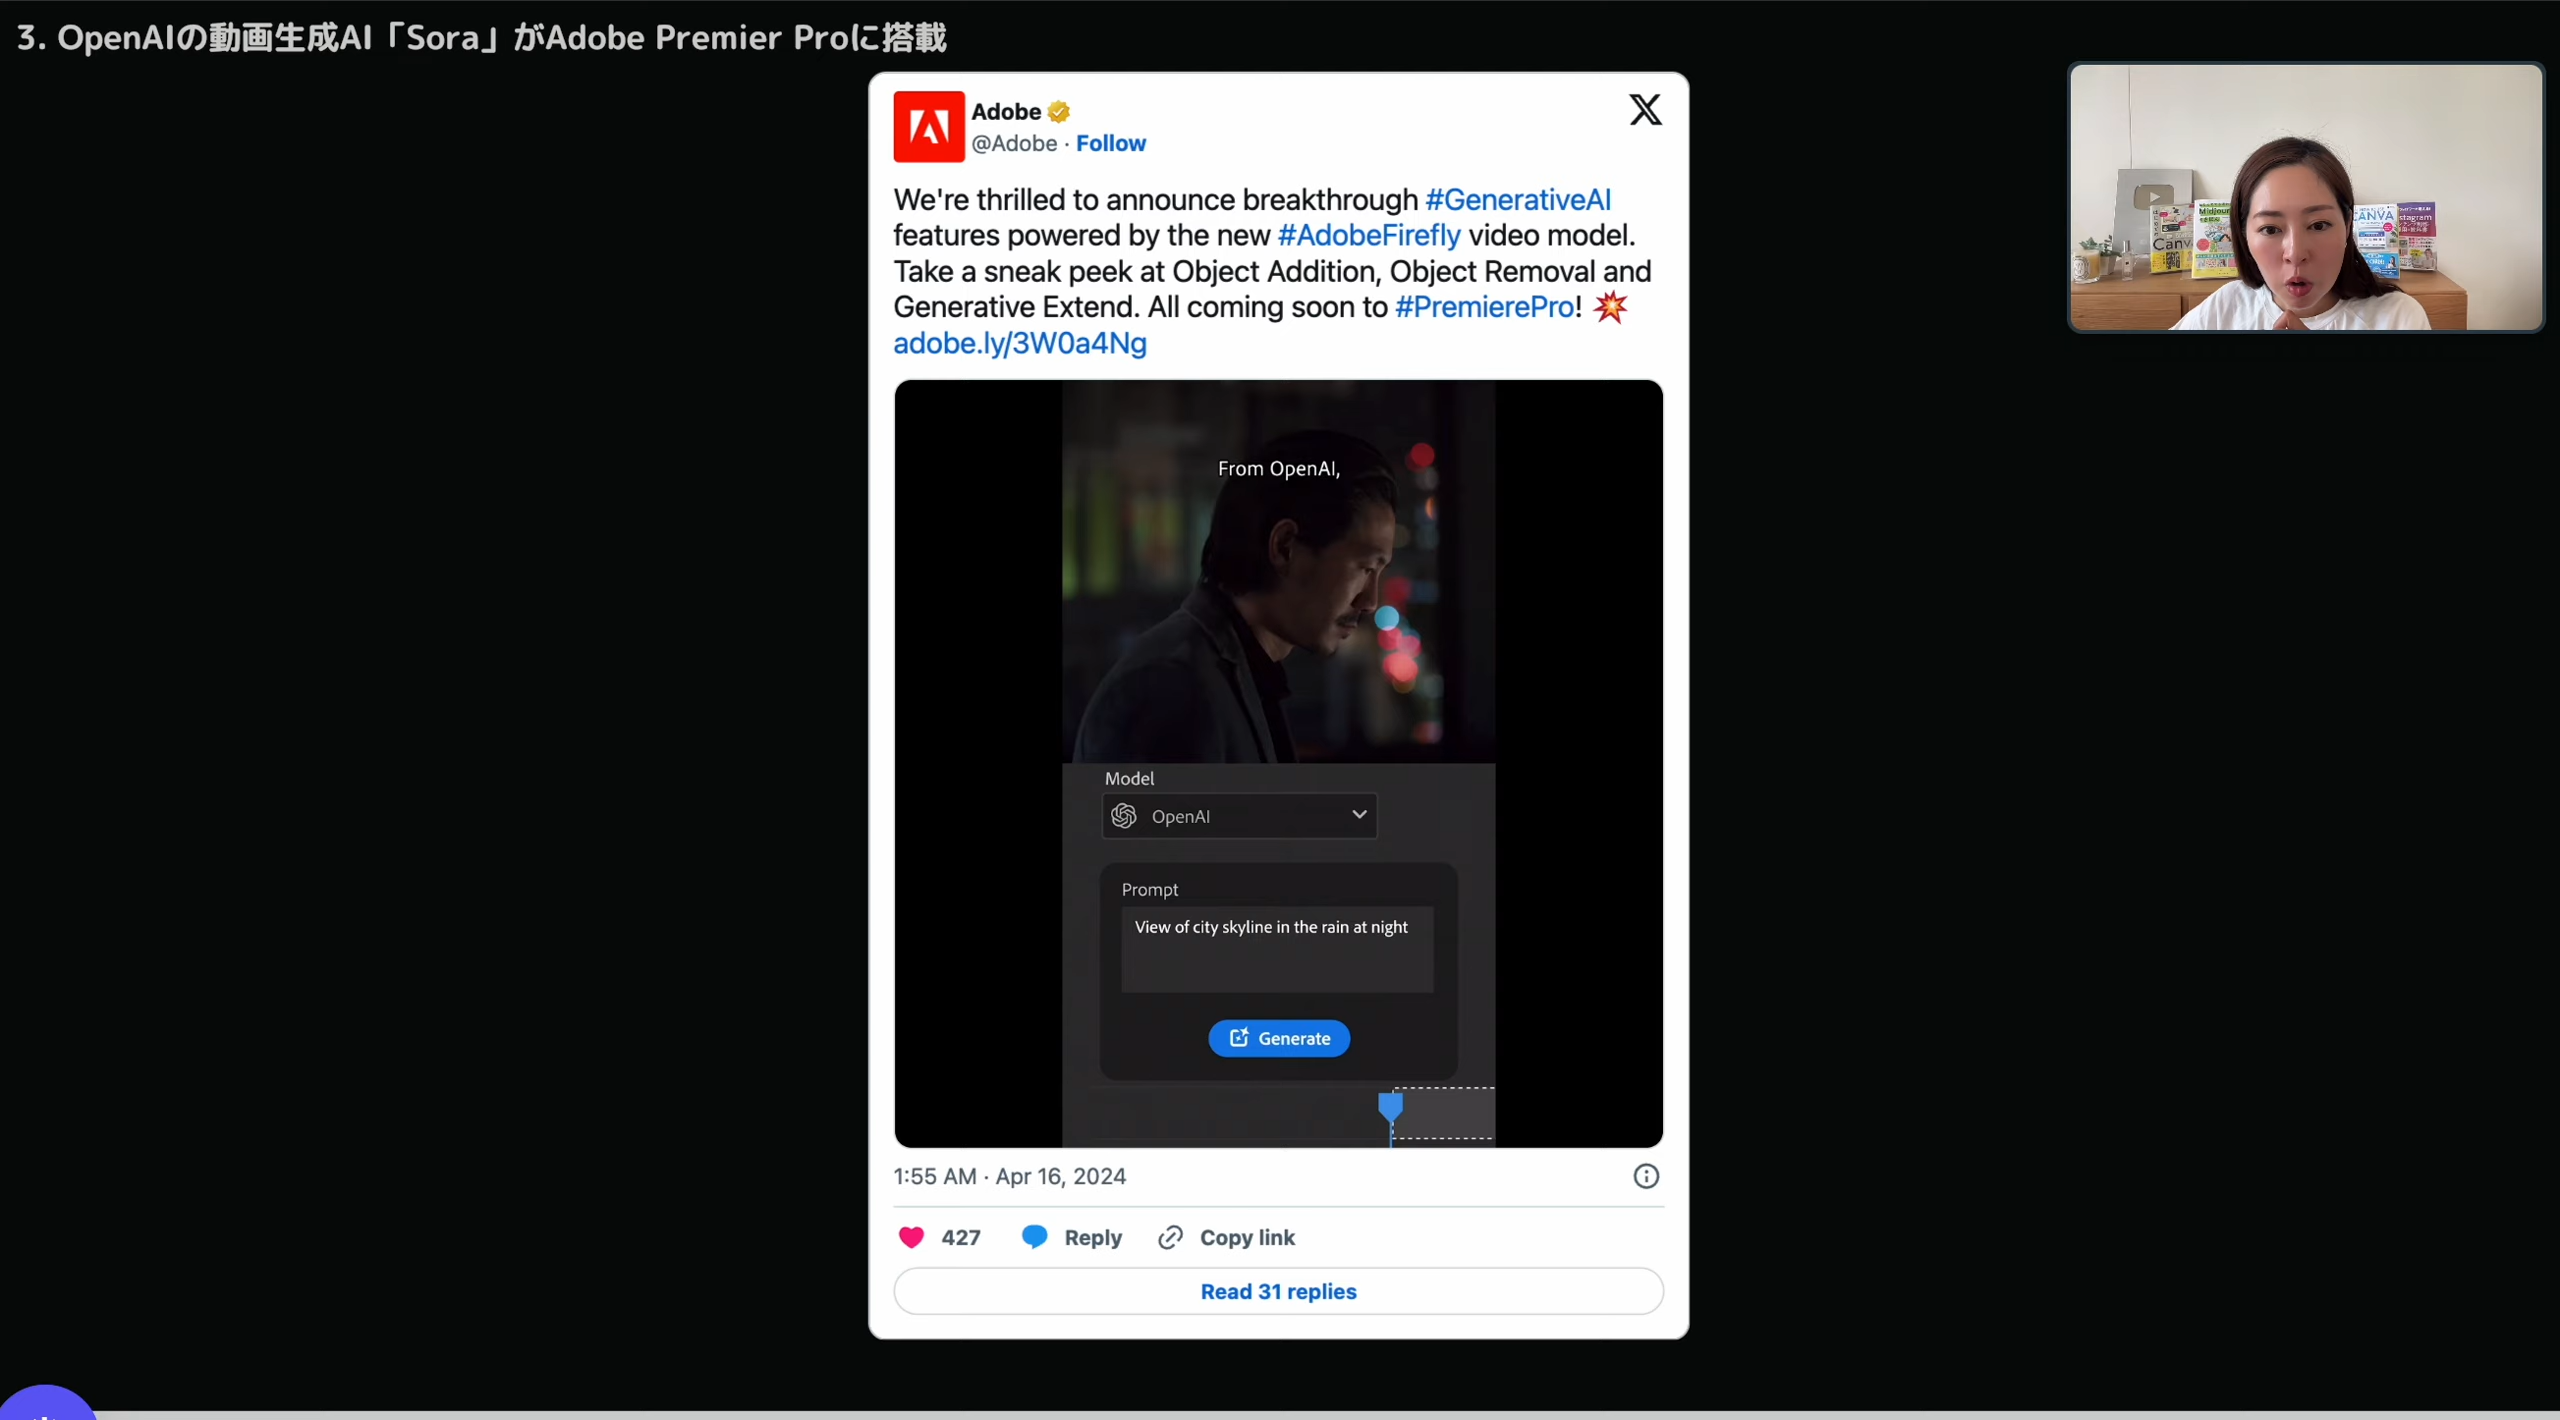 3. OpenAIの動画生成AI「Sora」がAdobe Premier Proに搭載
Adobe
@Adobe · Follow
We're thrilled to announce breakthrough #GenerativeAI
features powered by the new #AdobeFirefly video model.
Take a sneak peek at Object Addition, Object Removal and
Generative Extend. All coming soon to #PremierePro! 💥
adobe.ly/3W0a4Ng
From OpenAI,
Model
OpenAI
Prompt
View of city skyline in the rain at night
Generate
1:55 AM · Apr 16, 2024
427 Reply Copy link
Read 31 replies
Canv
Midjour
CANVA
stagram